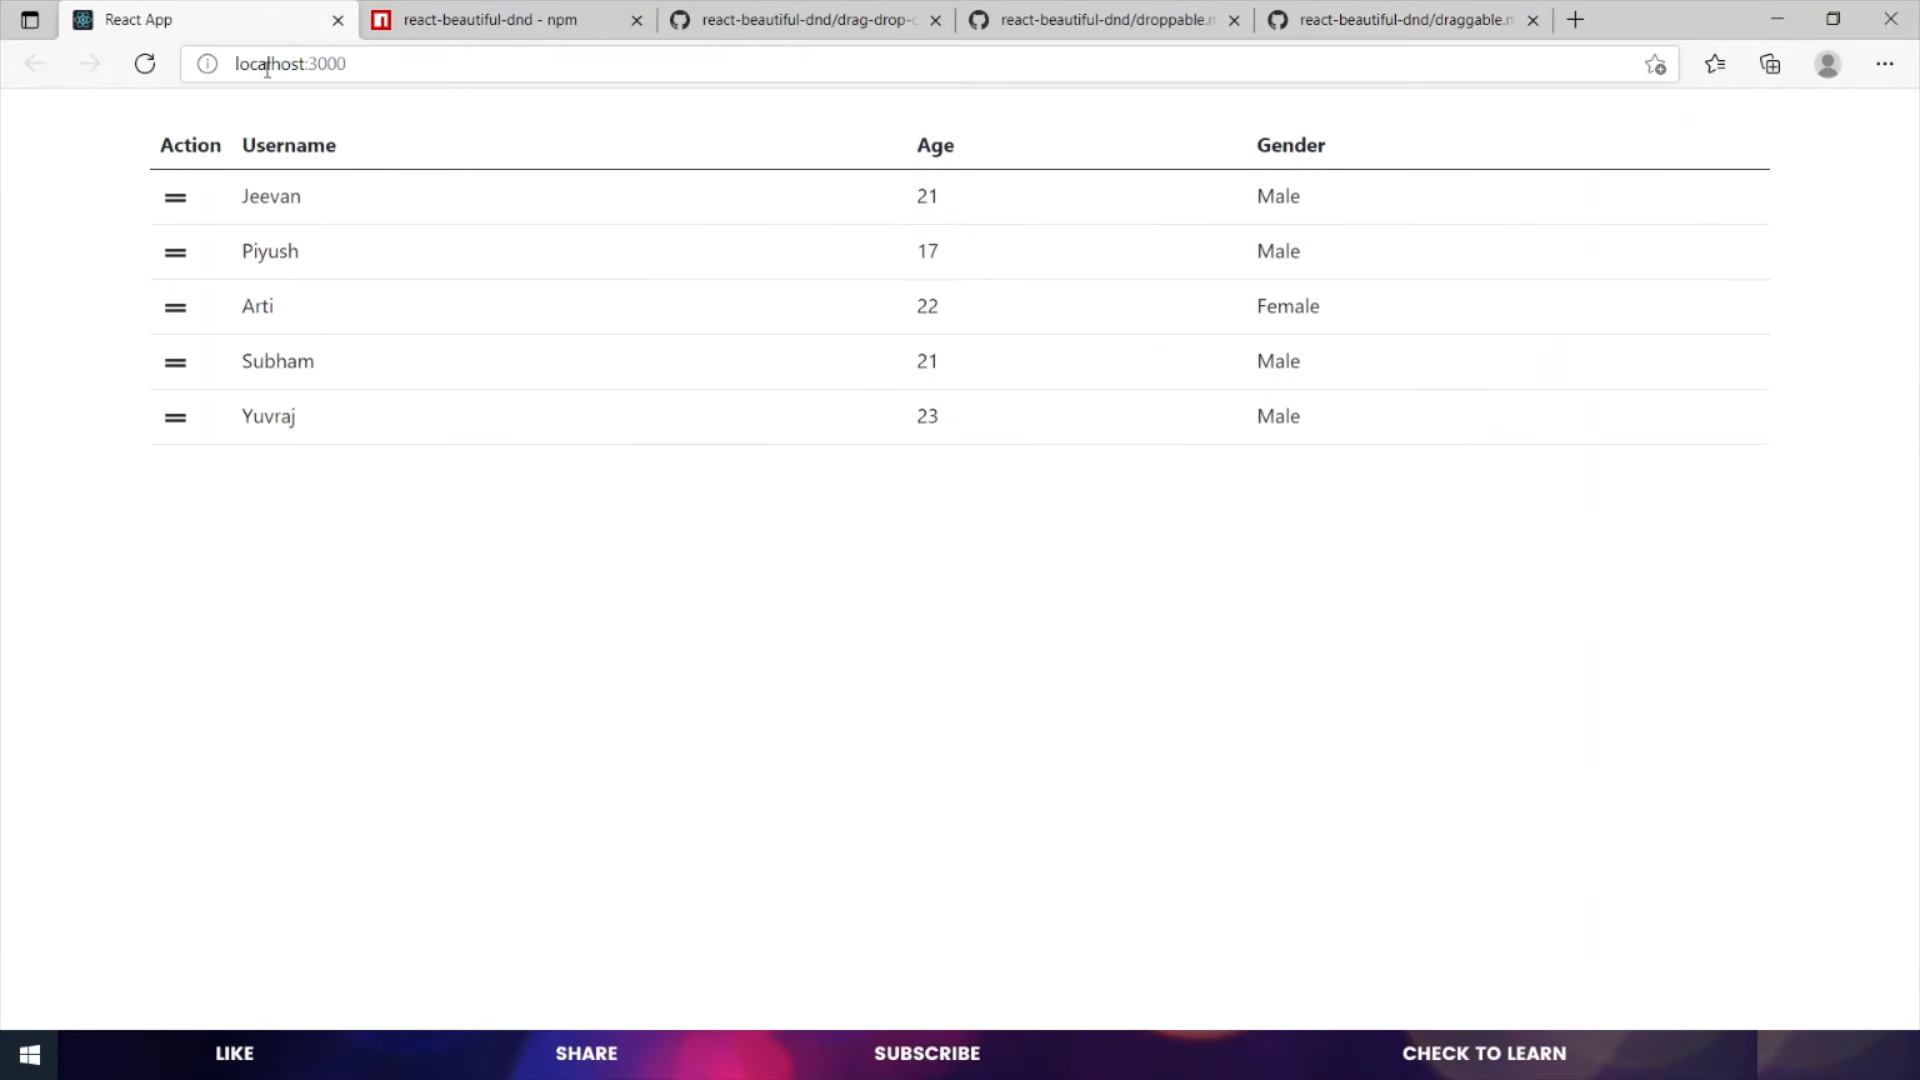 React App
react-beautiful-dnd - npm
react-beautiful-dnd/drag-drop-
react-beautiful-dnd/droppable.
react-beautiful-dnd/draggable.
localhost:3000
Action Username Age Gender
Jeevan 21 Male
Piyush 17 Male
Arti 22 Female
Subham 21 Male
Yuvraj 23 Male
LIKE SHARE SUBSCRIBE CHECK TO LEARN